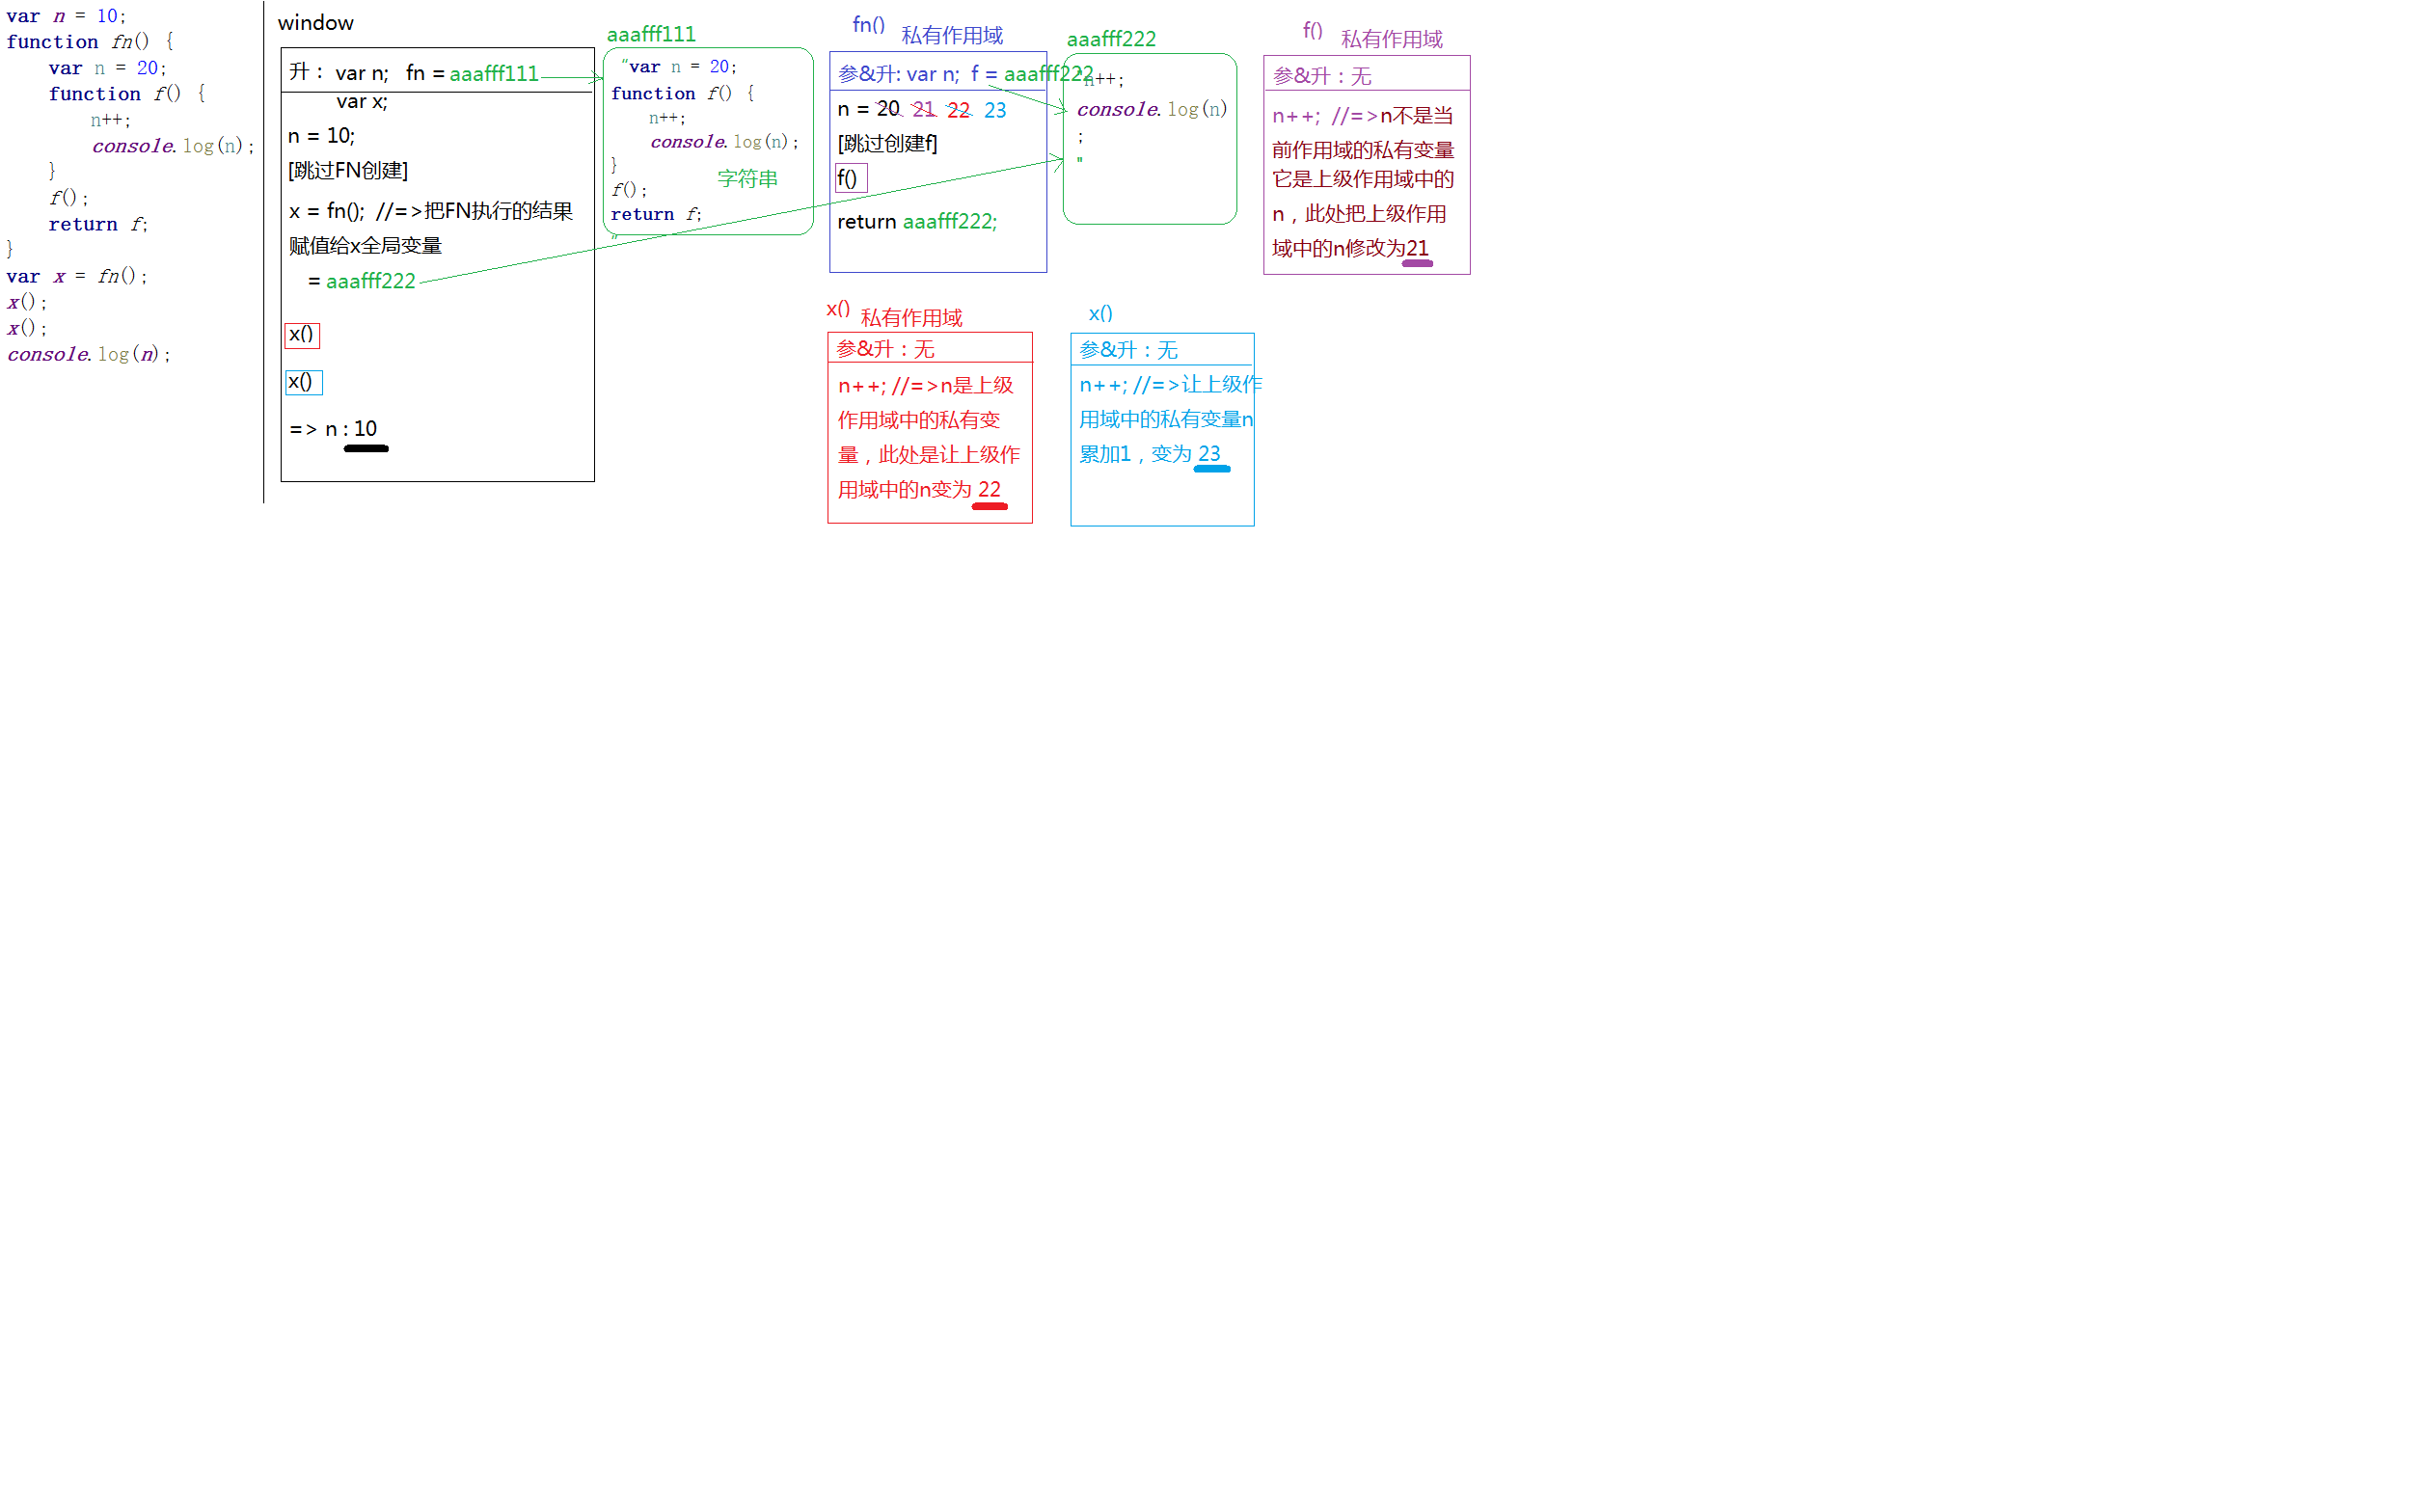 var n = 10;
function fn() {
    var n = 20;
    function f() {
        n++;
        console.log(n);
    }
    f();
    return f;
}
var x = fn();
x();
x();
console.log(n);
window
升： var n; fn = aaafff111
var x;
n = 10;
[跳过FN创建]
x = fn(); //=>把FN执行的结果
赋值给x全局变量
= aaafff222
x()
x()
=> n : 10
aaafff111
"var n = 20;
function f() {
    n++;
    console.log(n);
}
f();
return f;
"
字符串
fn() 私有作用域
参&升: var n; f = aaafff222
n = 20 21 22 23
[跳过创建f]
f()
return aaafff222;
aaafff222
"n++;
console.log(n)
;
"
f() 私有作用域
参&升：无
n++; //=>n不是当
前作用域的私有变量
它是上级作用域中的
n，此处把上级作用
域中的n修改为21
x() 私有作用域
参&升：无
n++; //=>n是上级
作用域中的私有变
量，此处是让上级作
用域中的n变为 22
x()
参&升：无
n++; //=>让上级作
用域中的私有变量n
累加1，变为 23